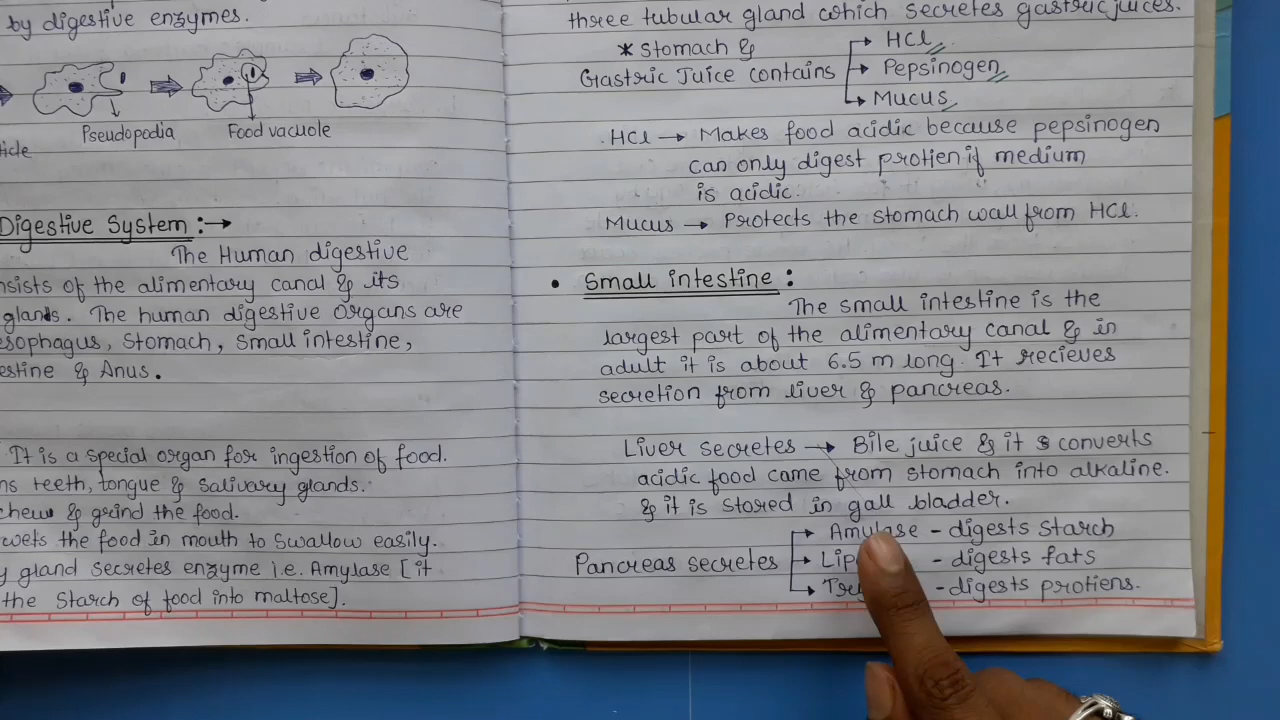 by digestive enzymes.
Pseudopodia
Food vacuole
Digestive System :→
The Human digestive
of the alimentary canal & its
glands. The human digestive organs are
Stomach, Small intestine,
& Anus.
It is a special organ for ingestion of food.
teeth, tongue & salivary glands.
& grind the food.
wets the food in mouth to swallow easily.
gland secretes enzyme i.e. Amylase [it
the Starch of food into maltose].
three tubular gland which secretes gastric juices.
* Stomach &
Gastric Juice contains
→ HCl
→ Pepsinogen
→ Mucus
HCl → Makes food acidic because pepsinogen
can only digest protien if medium
is acidic.
Mucus → Protects the stomach wall from HCl.
• Small intestine :
The small intestine is the
largest part of the alimentary canal & in
adult it is about 6.5 m long. It recieves
secretion from liver & pancreas.
Liver secretes → Bile juice & it s converts
acidic food came from stomach into alkaline.
& it is stored in gall bladder.
Pancreas secretes
→ Amylase - digests starch
- digests fats
- digests protiens.